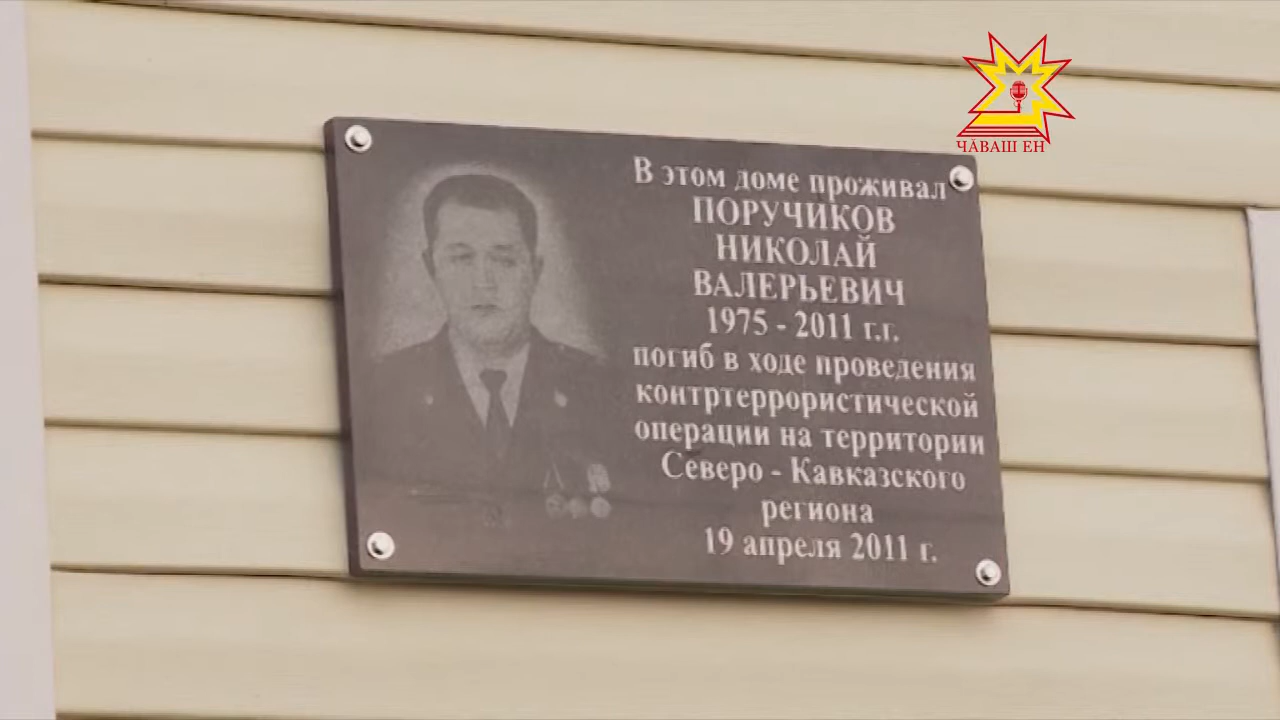 ЧӐВАШ ЕН
В этом доме проживал
ПОРУЧИКОВ
НИКОЛАЙ
ВАЛЕРЬЕВИЧ
1975 - 2011 г.г.
погиб в ходе проведения
контртеррористической
операции на территории
Северо - Кавказского
региона
19 апреля 2011 г.